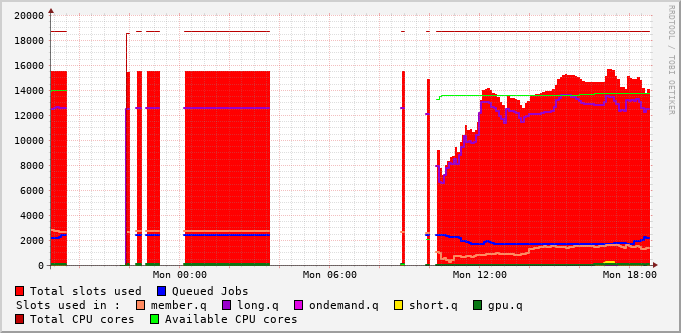 20000
18000
16000
14000
12000
10000
8000
6000
4000
2000
0
Mon 00:00 Mon 06:00 Mon 12:00 Mon 18:00
RRDTOOL / TOBI OETIKER
Total slots used Queued Jobs
Slots used in : member.q long.q ondemand.q short.q gpu.q
Total CPU cores Available CPU cores